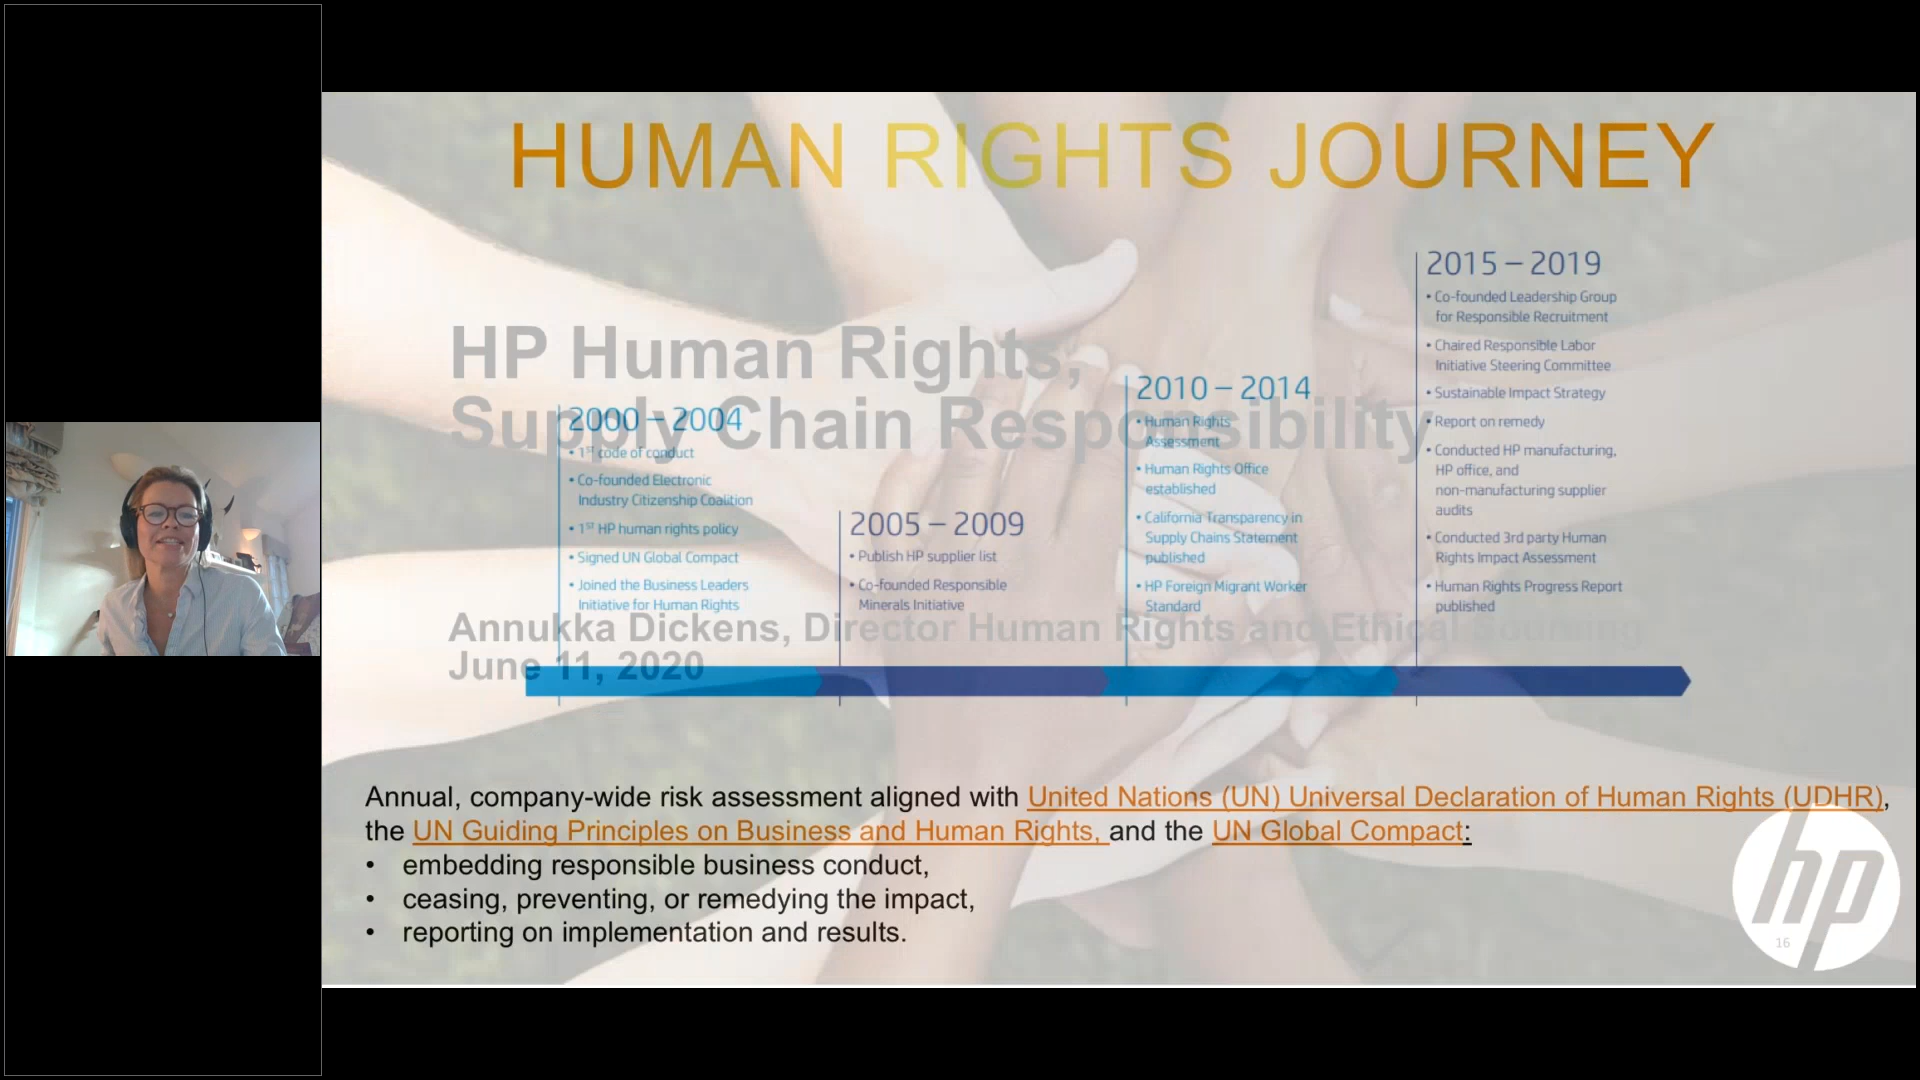 HUMAN RIGHTS JOURNEY
HP Human Rights,
Supply Chain Responsibility
Annukka Dickens, Director Human Rights and Ethical Sourcing
June 11, 2020
2000 – 2004
• 1ST code of conduct
• Co-founded Electronic
Industry Citizenship Coalition
• 1ST HP human rights policy
• Signed UN Global Compact
• Joined the Business Leaders
Initiative for Human Rights
2005 – 2009
• Publish HP supplier list
• Co-founded Responsible
Minerals Initiative
2010 – 2014
• Human Rights
Assessment
• Human Rights Office
established
• California Transparency in
Supply Chains Statement
published
• HP Foreign Migrant Worker
Standard
2015 – 2019
• Co-founded Leadership Group
for Responsible Recruitment
• Chaired Responsible Labor
Initiative Steering Committee
• Sustainable Impact Strategy
• Report on remedy
• Conducted HP manufacturing,
HP office, and
non-manufacturing supplier
audits
• Conducted 3rd party Human
Rights Impact Assessment
• Human Rights Progress Report
published
Annual, company-wide risk assessment aligned with United Nations (UN) Universal Declaration of Human Rights (UDHR),
the UN Guiding Principles on Business and Human Rights, and the UN Global Compact:
• embedding responsible business conduct,
• ceasing, preventing, or remedying the impact,
• reporting on implementation and results.
hp
16